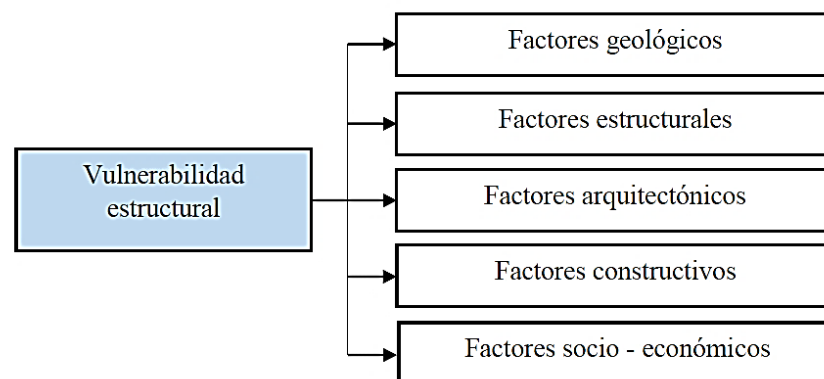 Vulnerabilidad
estructural
Factores geológicos
Factores estructurales
Factores arquitectónicos
Factores constructivos
Factores socio - económicos